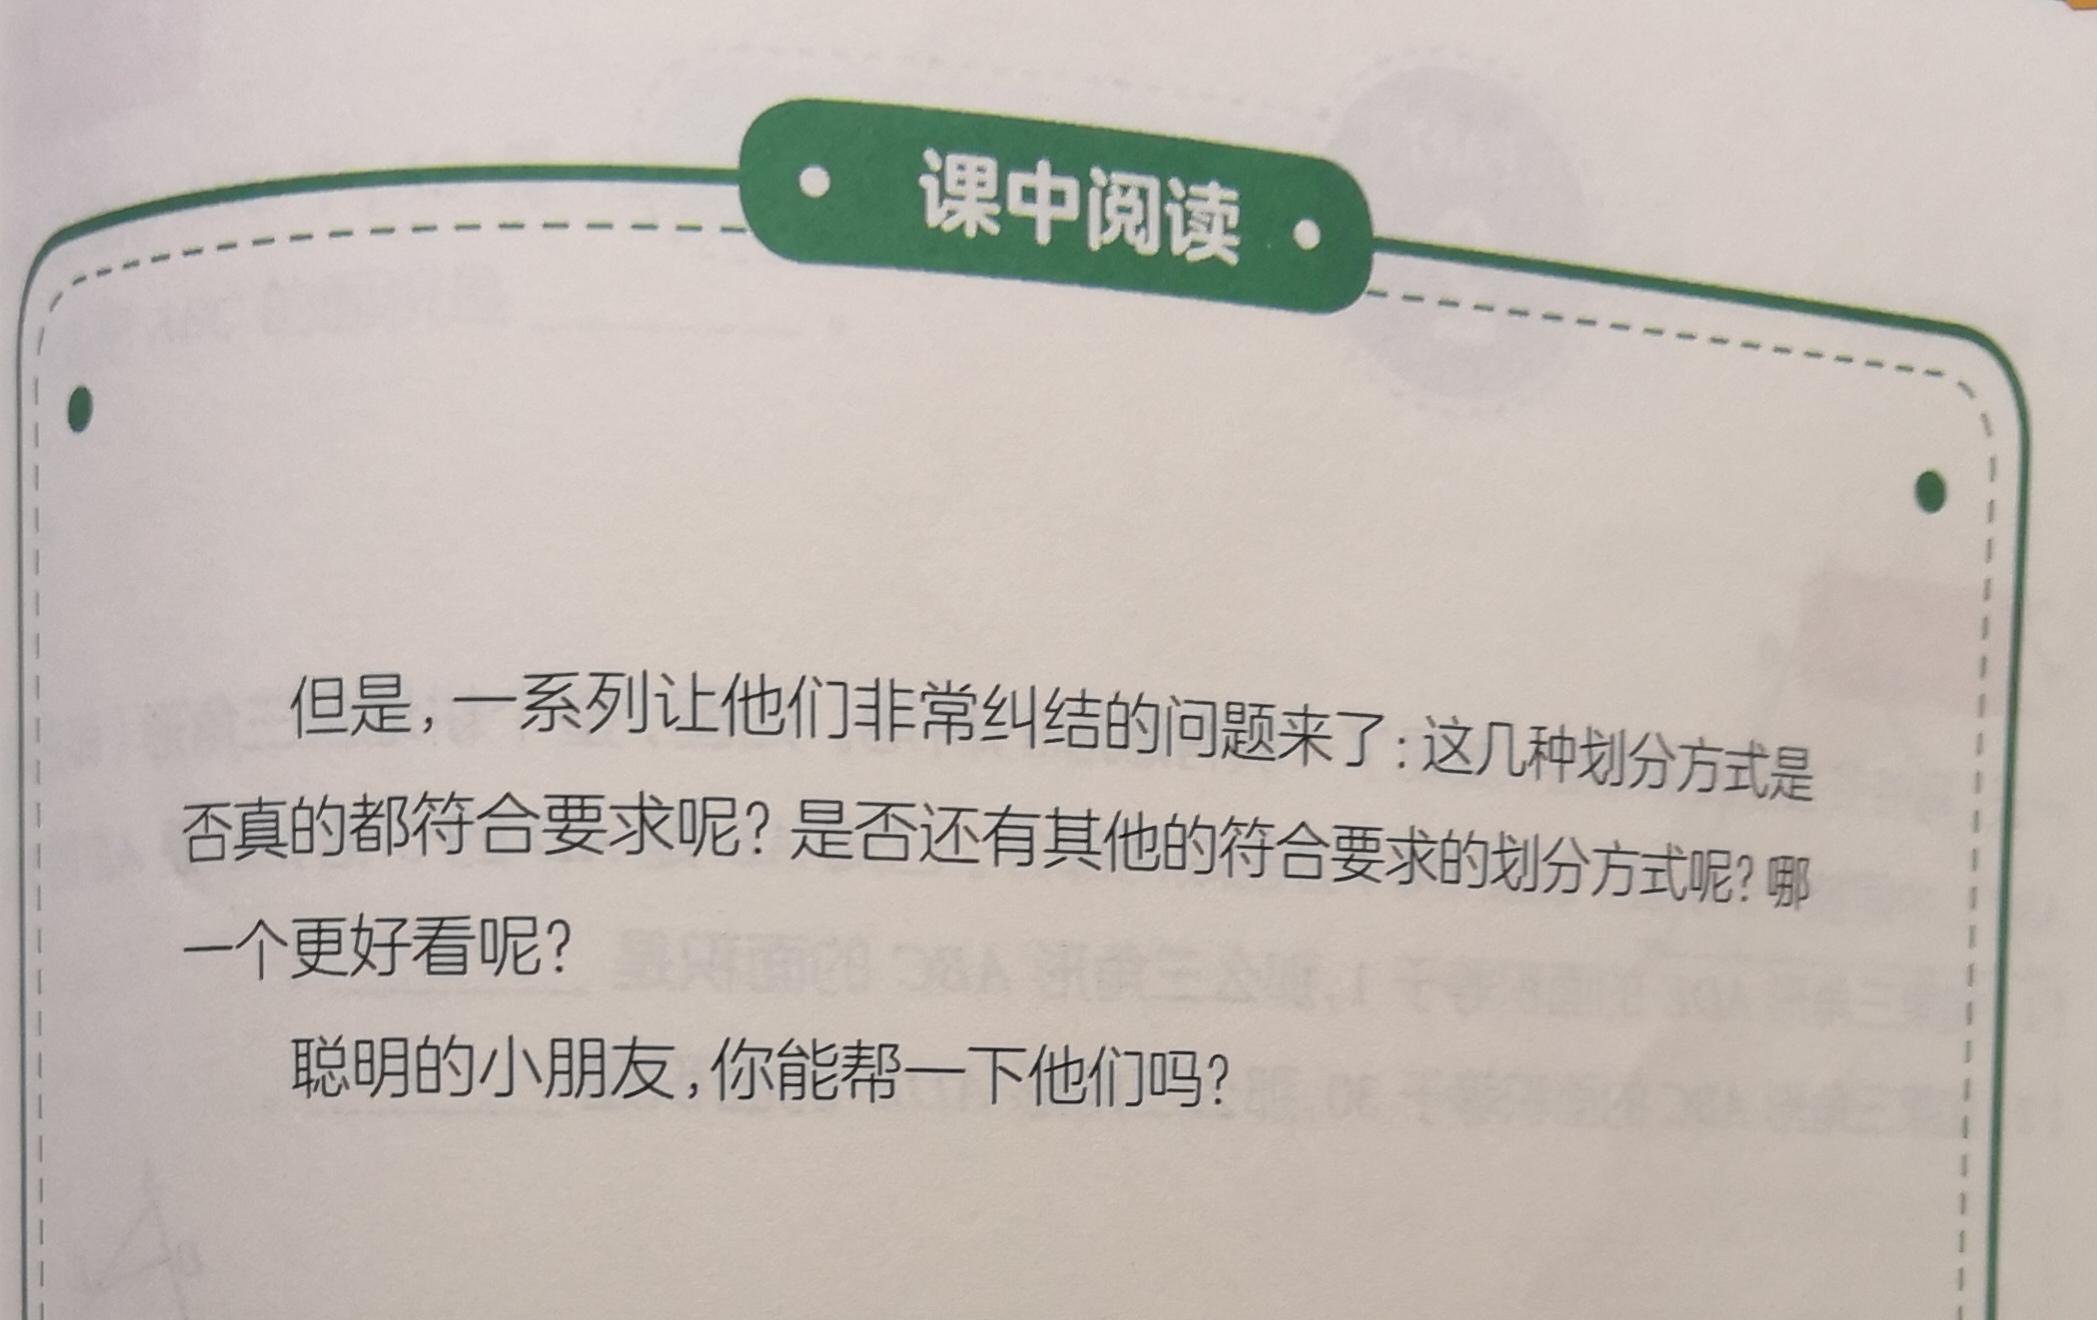 课中阅读
但是,一系列让他们非常纠结的问题来了:这几种划分方式是
否真的都符合要求呢?是否还有其他的符合要求的划分方式呢?哪
一个更好看呢?
聪明的小朋友,你能帮一下他们吗?